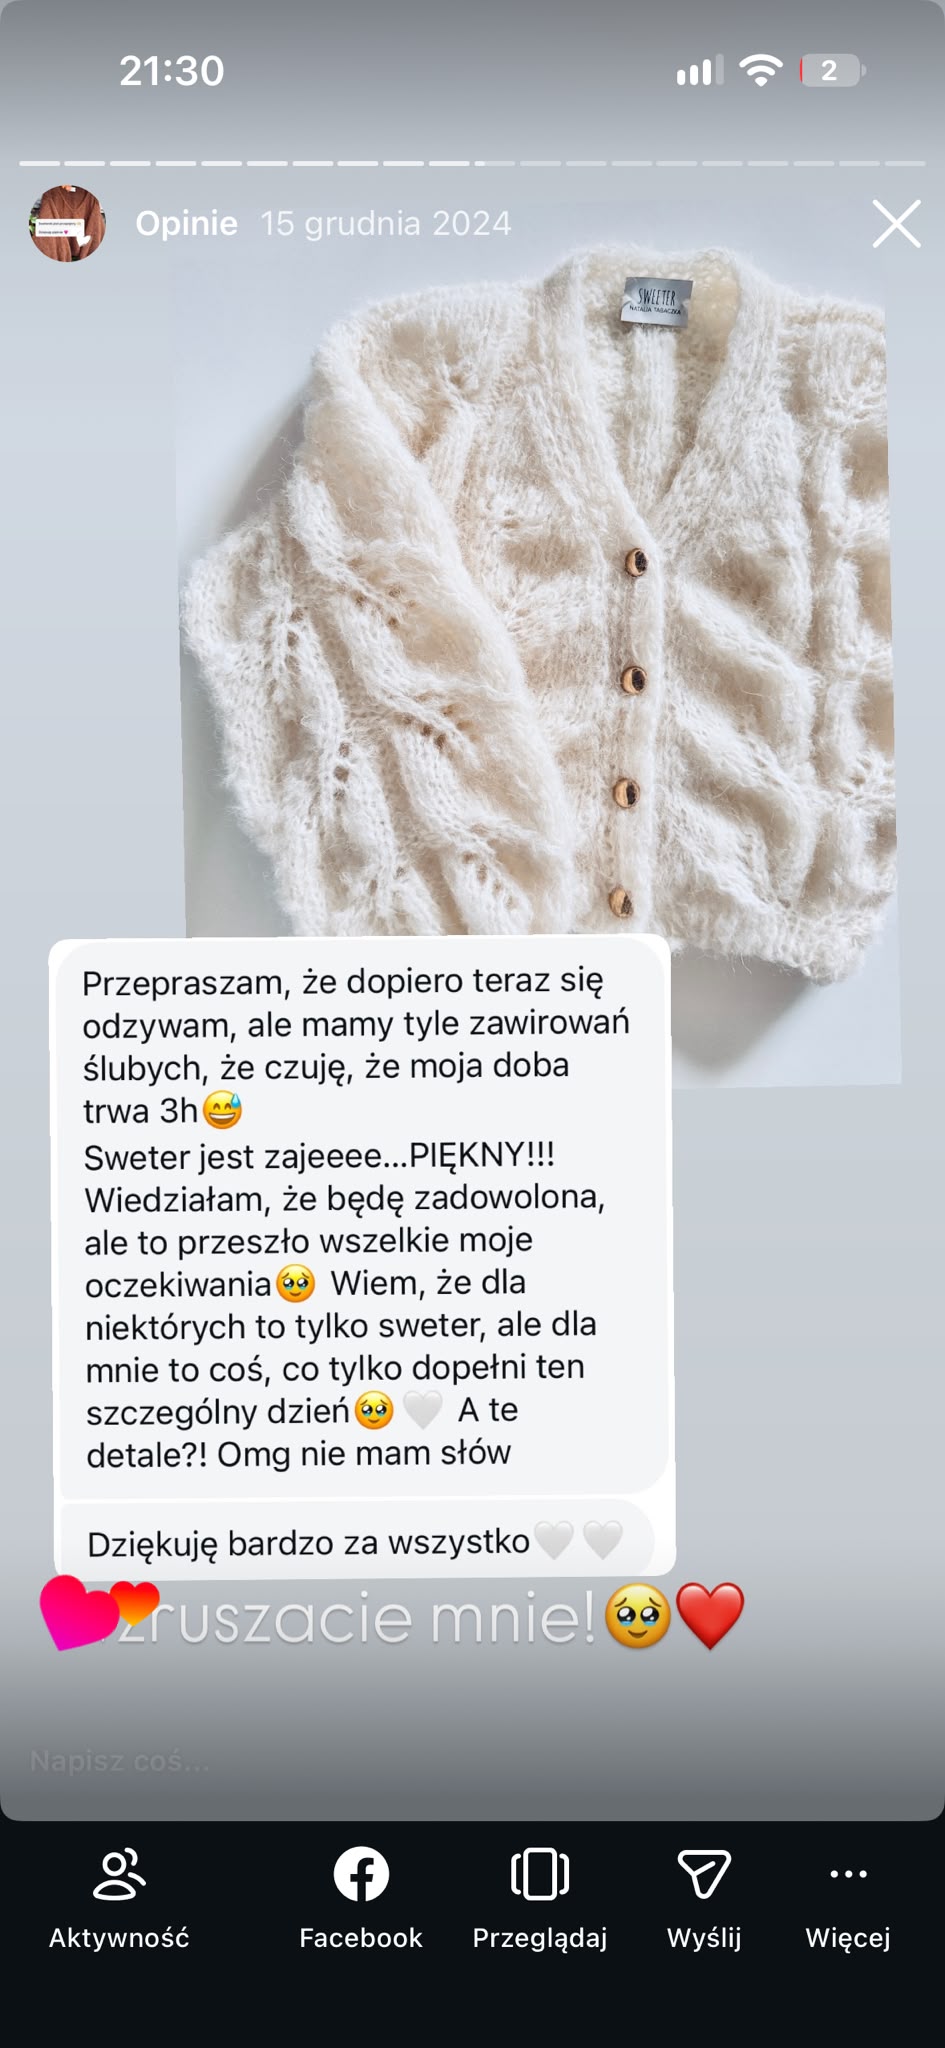 21:30
2
Opinie 15 grudnia 2024
SWEETER
NATALIA TABACZKA
Przepraszam, że dopiero teraz się
odzywam, ale mamy tyle zawirowań
ślubych, że czuję, że moja doba
trwa 3h😅
Sweter jest zajeeee...PIĘKNY!!!
Wiedziałam, że będę zadowolona,
ale to przeszło wszelkie moje
oczekiwania🥹 Wiem, że dla
niektórych to tylko sweter, ale dla
mnie to coś, co tylko dopełni ten
szczególny dzień🥹🤍 A te
detale?! Omg nie mam słów
Dziękuję bardzo za wszystko🤍🤍
zruszacie mnie!🥹❤️
Napisz coś...
Aktywność Facebook Przeglądaj Wyślij Więcej